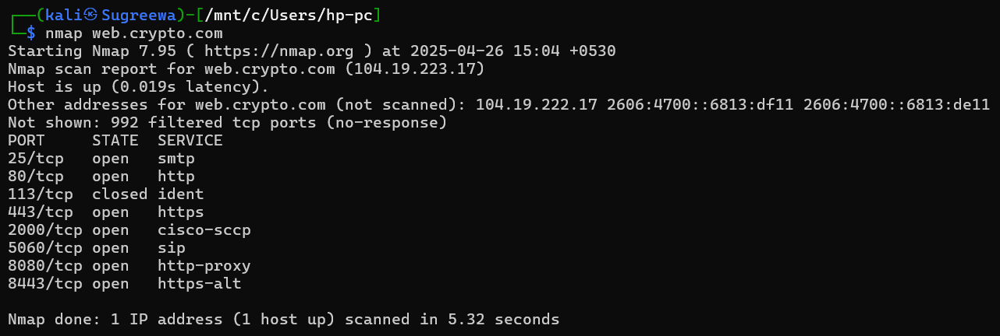 ┌──(kali㉿Sugreewa)-[/mnt/c/Users/hp-pc]
└─$ nmap web.crypto.com
Starting Nmap 7.95 ( https://nmap.org ) at 2025-04-26 15:04 +0530
Nmap scan report for web.crypto.com (104.19.223.17)
Host is up (0.019s latency).
Other addresses for web.crypto.com (not scanned): 104.19.222.17 2606:4700::6813:df11 2606:4700::6813:de11
Not shown: 992 filtered tcp ports (no-response)
PORT     STATE  SERVICE
25/tcp   open   smtp
80/tcp   open   http
113/tcp  closed ident
443/tcp  open   https
2000/tcp open   cisco-sccp
5060/tcp open   sip
8080/tcp open   http-proxy
8443/tcp open   https-alt
Nmap done: 1 IP address (1 host up) scanned in 5.32 seconds